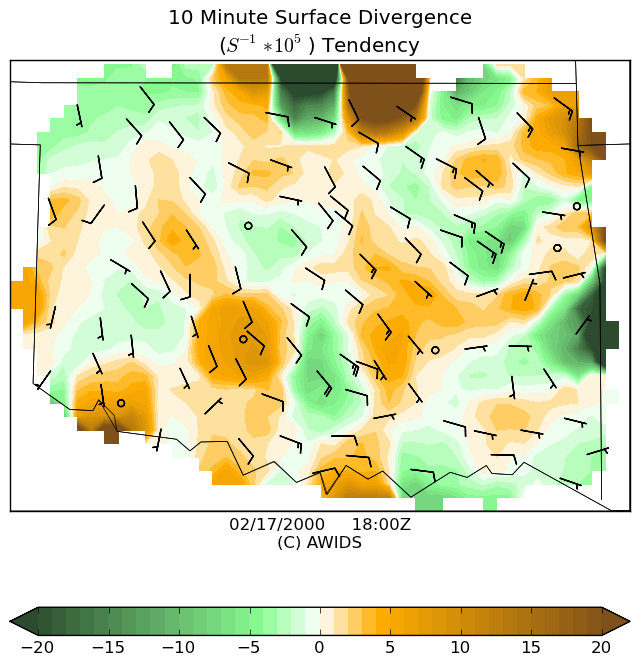 10 Minute Surface Divergence
(S⁻¹ *10⁵ ) Tendency
02/17/2000 18:00Z
(C) AWIDS
−20 −15 −10 −5 0 5 10 15 20